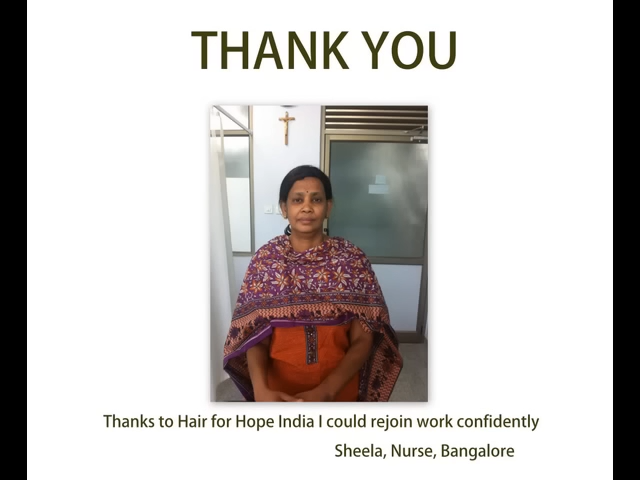 THANK YOU
Thanks to Hair for Hope India I could rejoin work confidently
Sheela, Nurse, Bangalore